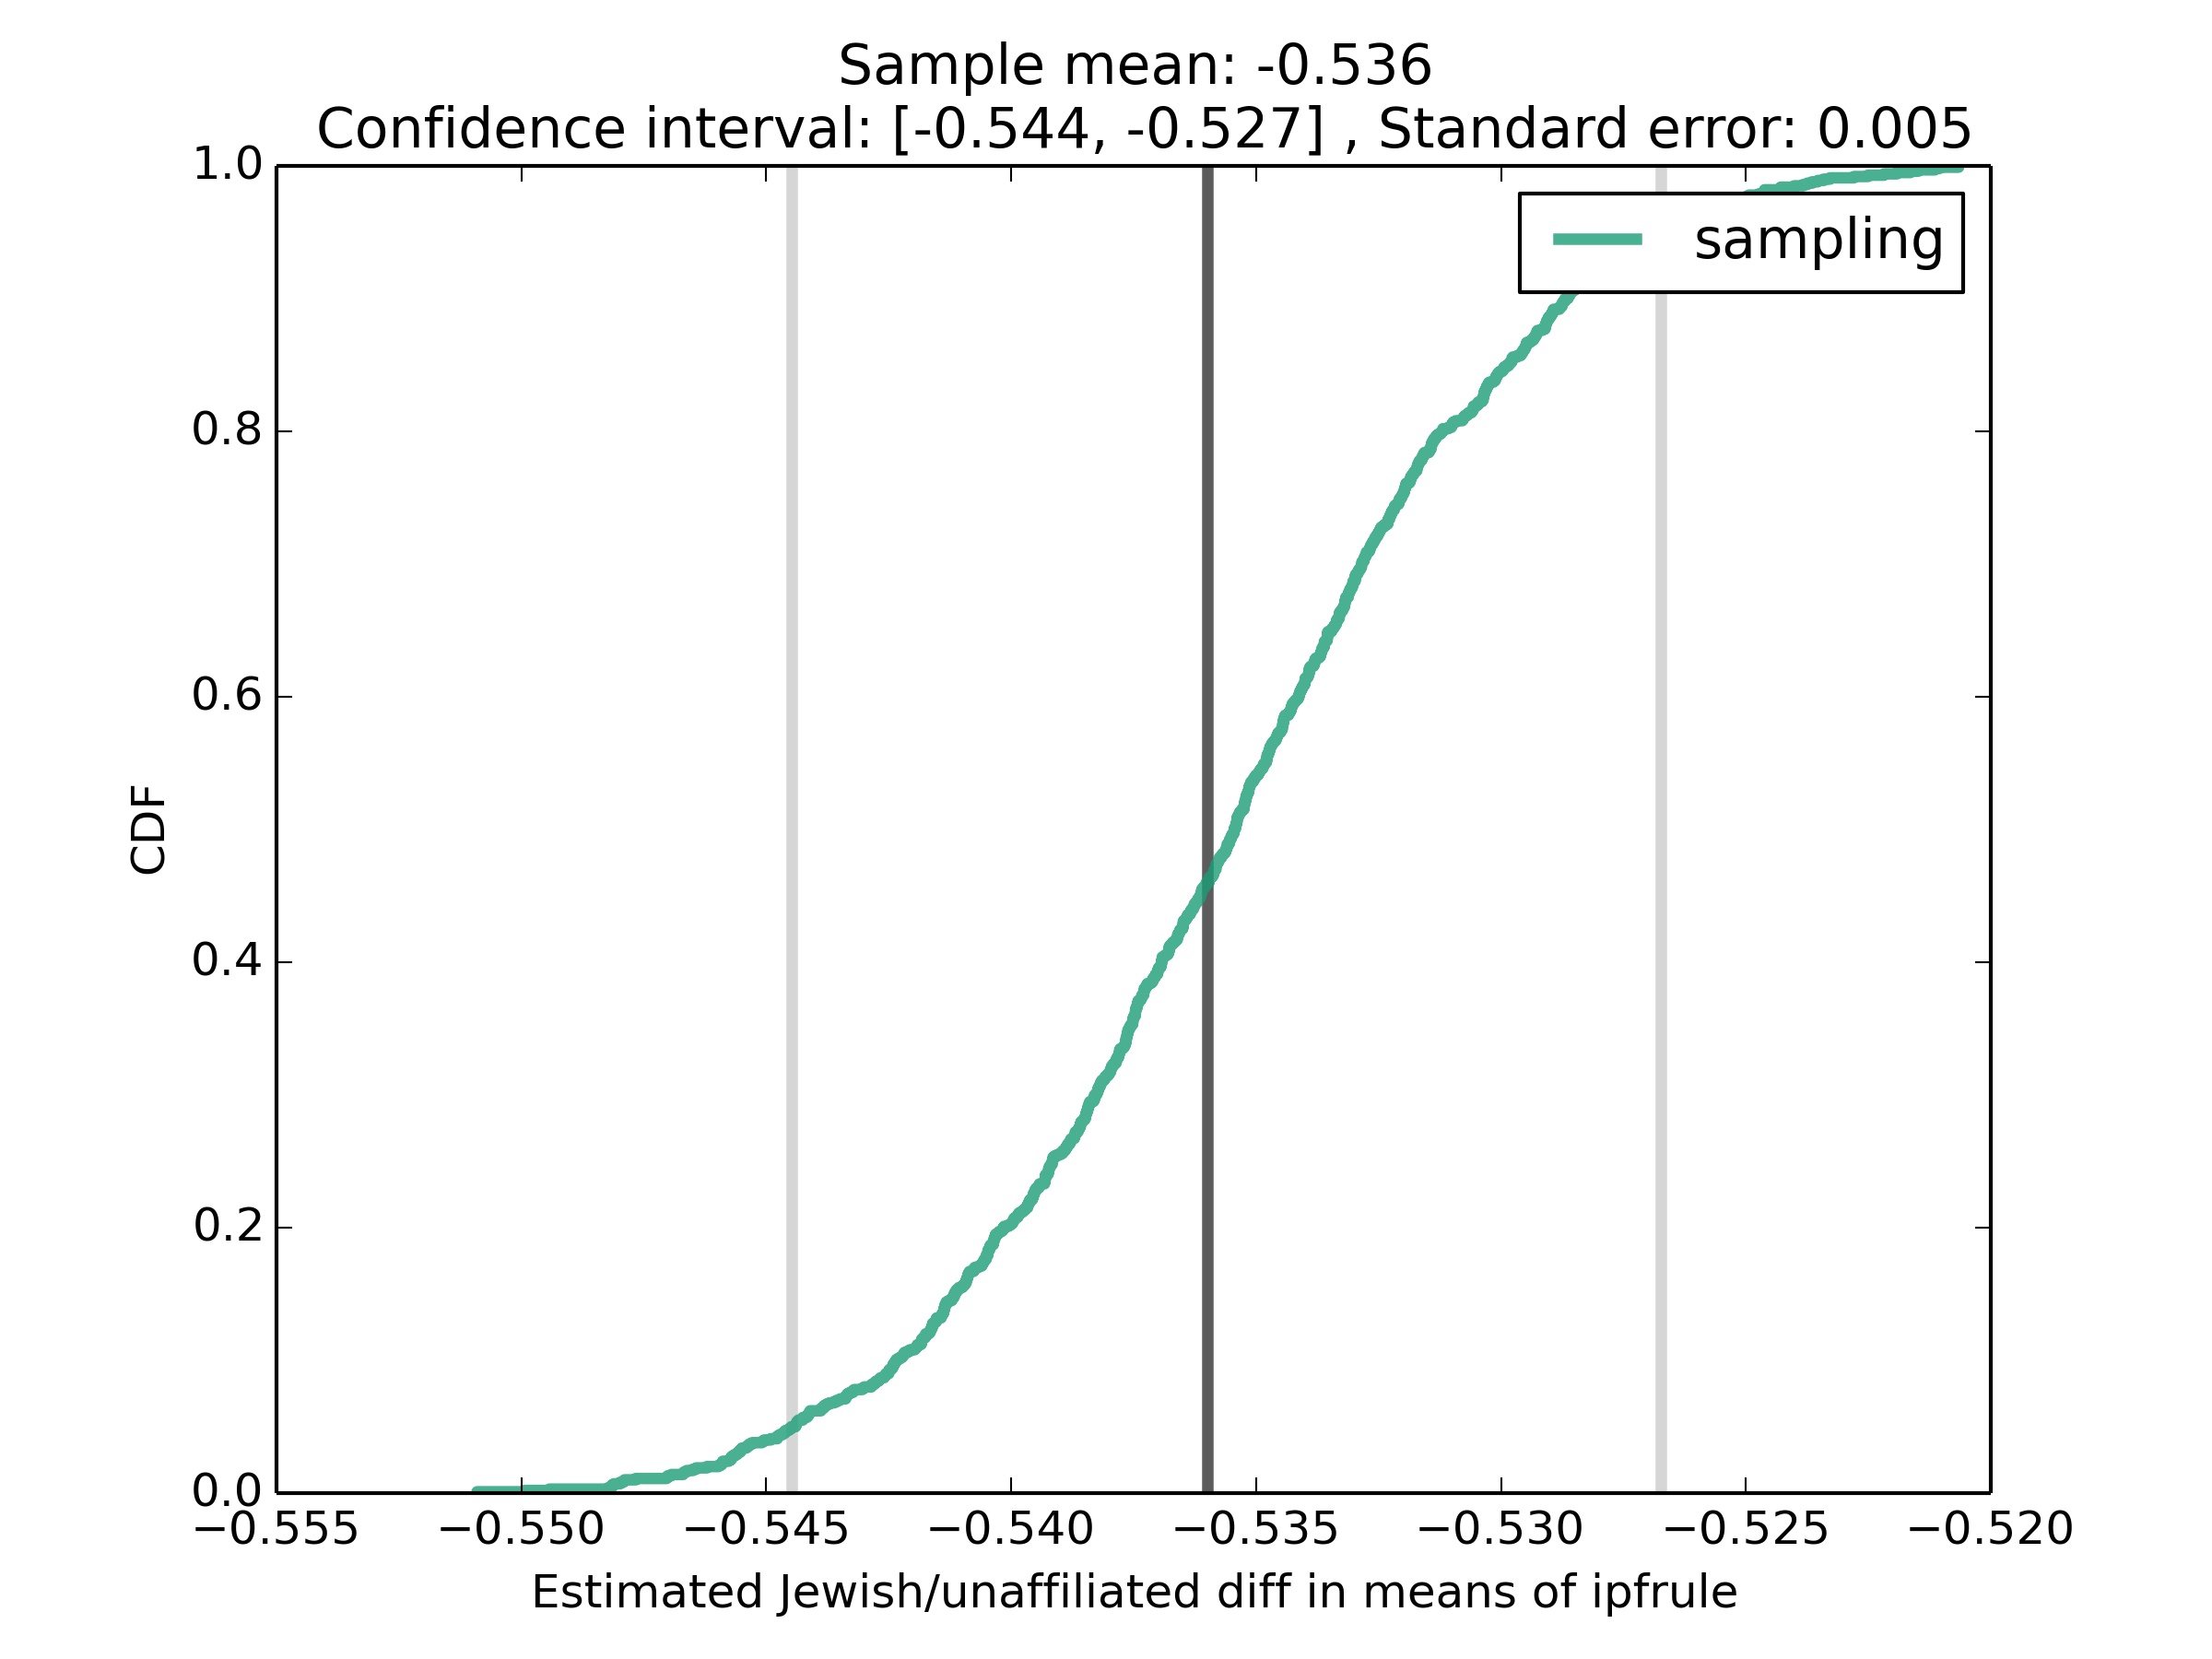 Sample mean: -0.536
Confidence interval: [-0.544, -0.527] , Standard error: 0.005
sampling
1.0
0.8
0.6
0.4
0.2
0.0
CDF
−0.555 −0.550 −0.545 −0.540 −0.535 −0.530 −0.525 −0.520
Estimated Jewish/unaffiliated diff in means of ipfrule